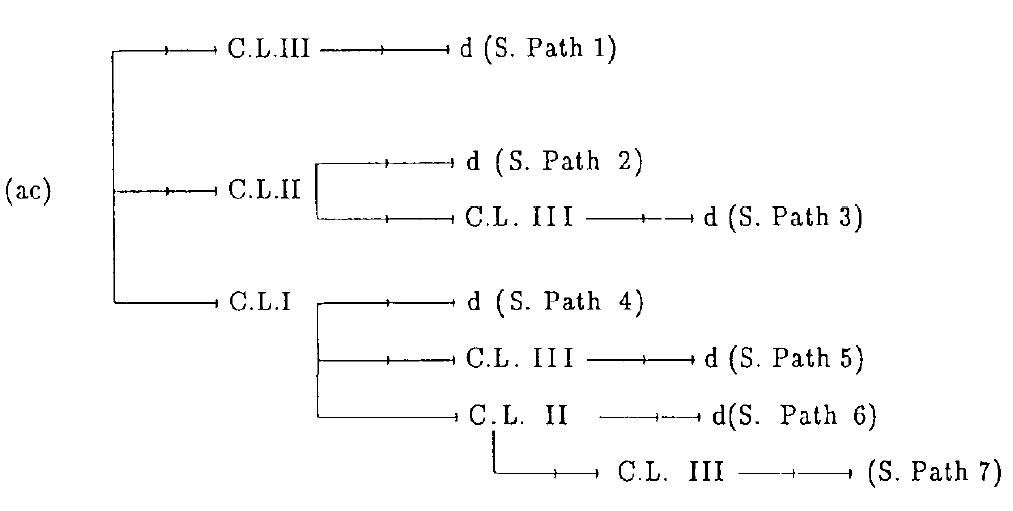 C.L.III d (S. Path 1)
d (S. Path 2)
(ac) C.L.II
C.L. III d (S. Path 3)
C.L.I d (S. Path 4)
C.L. III d (S. Path 5)
C.L. II d(S. Path 6)
C.L. III (S. Path 7)